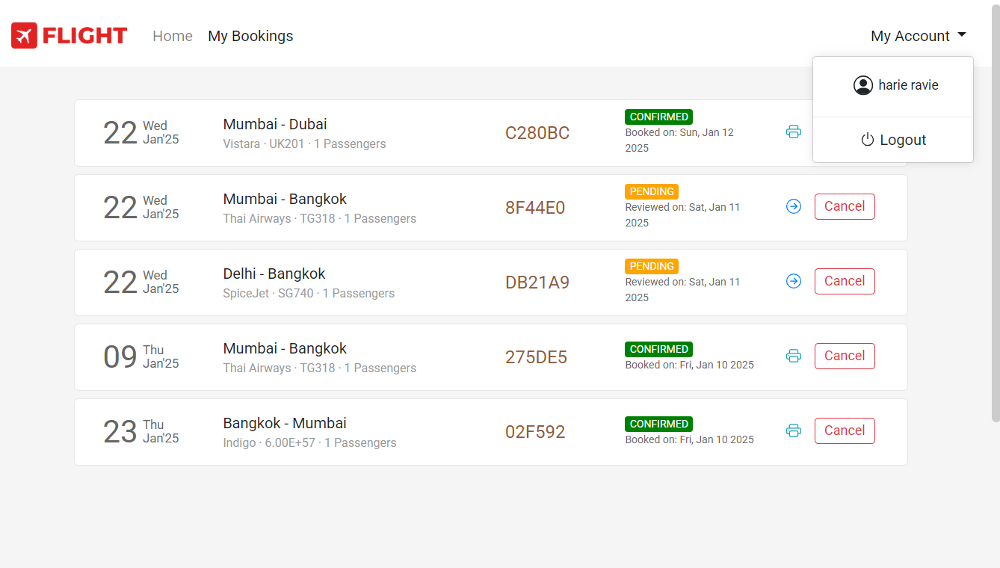 FLIGHT
Home
My Bookings
My Account
harie ravie
Logout
22 Wed
Jan'25
Mumbai - Dubai
Vistara · UK201 · 1 Passengers
C280BC
CONFIRMED
Booked on: Sun, Jan 12
2025
22 Wed
Jan'25
Mumbai - Bangkok
Thai Airways · TG318 · 1 Passengers
8F44E0
PENDING
Reviewed on: Sat, Jan 11
2025
Cancel
22 Wed
Jan'25
Delhi - Bangkok
SpiceJet · SG740 · 1 Passengers
DB21A9
PENDING
Reviewed on: Sat, Jan 11
2025
Cancel
09 Thu
Jan'25
Mumbai - Bangkok
Thai Airways · TG318 · 1 Passengers
275DE5
CONFIRMED
Booked on: Fri, Jan 10 2025
Cancel
23 Thu
Jan'25
Bangkok - Mumbai
Indigo · 6.00E+57 · 1 Passengers
02F592
CONFIRMED
Booked on: Fri, Jan 10 2025
Cancel